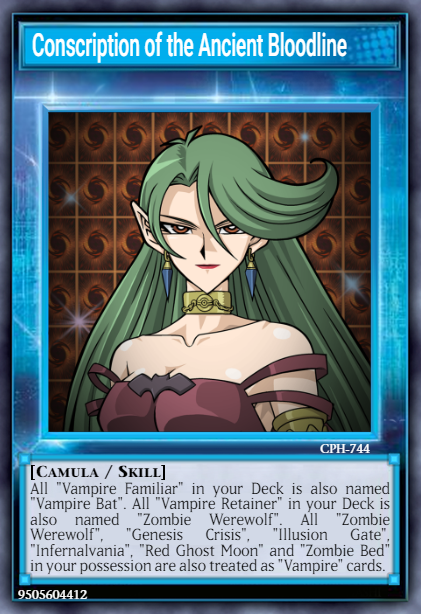 Conscription of the Ancient Bloodline
CPH-744
[Camula / Skill]
All "Vampire Familiar" in your Deck is also named
"Vampire Bat". All "Vampire Retainer" in your Deck is
also named "Zombie Werewolf". All "Zombie
Werewolf", "Genesis Crisis", "Illusion Gate",
"Infernalvania", "Red Ghost Moon" and "Zombie Bed"
in your possession are also treated as "Vampire" cards.
9505604412